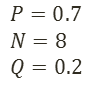 P = 0.7
N = 8
Q = 0.2